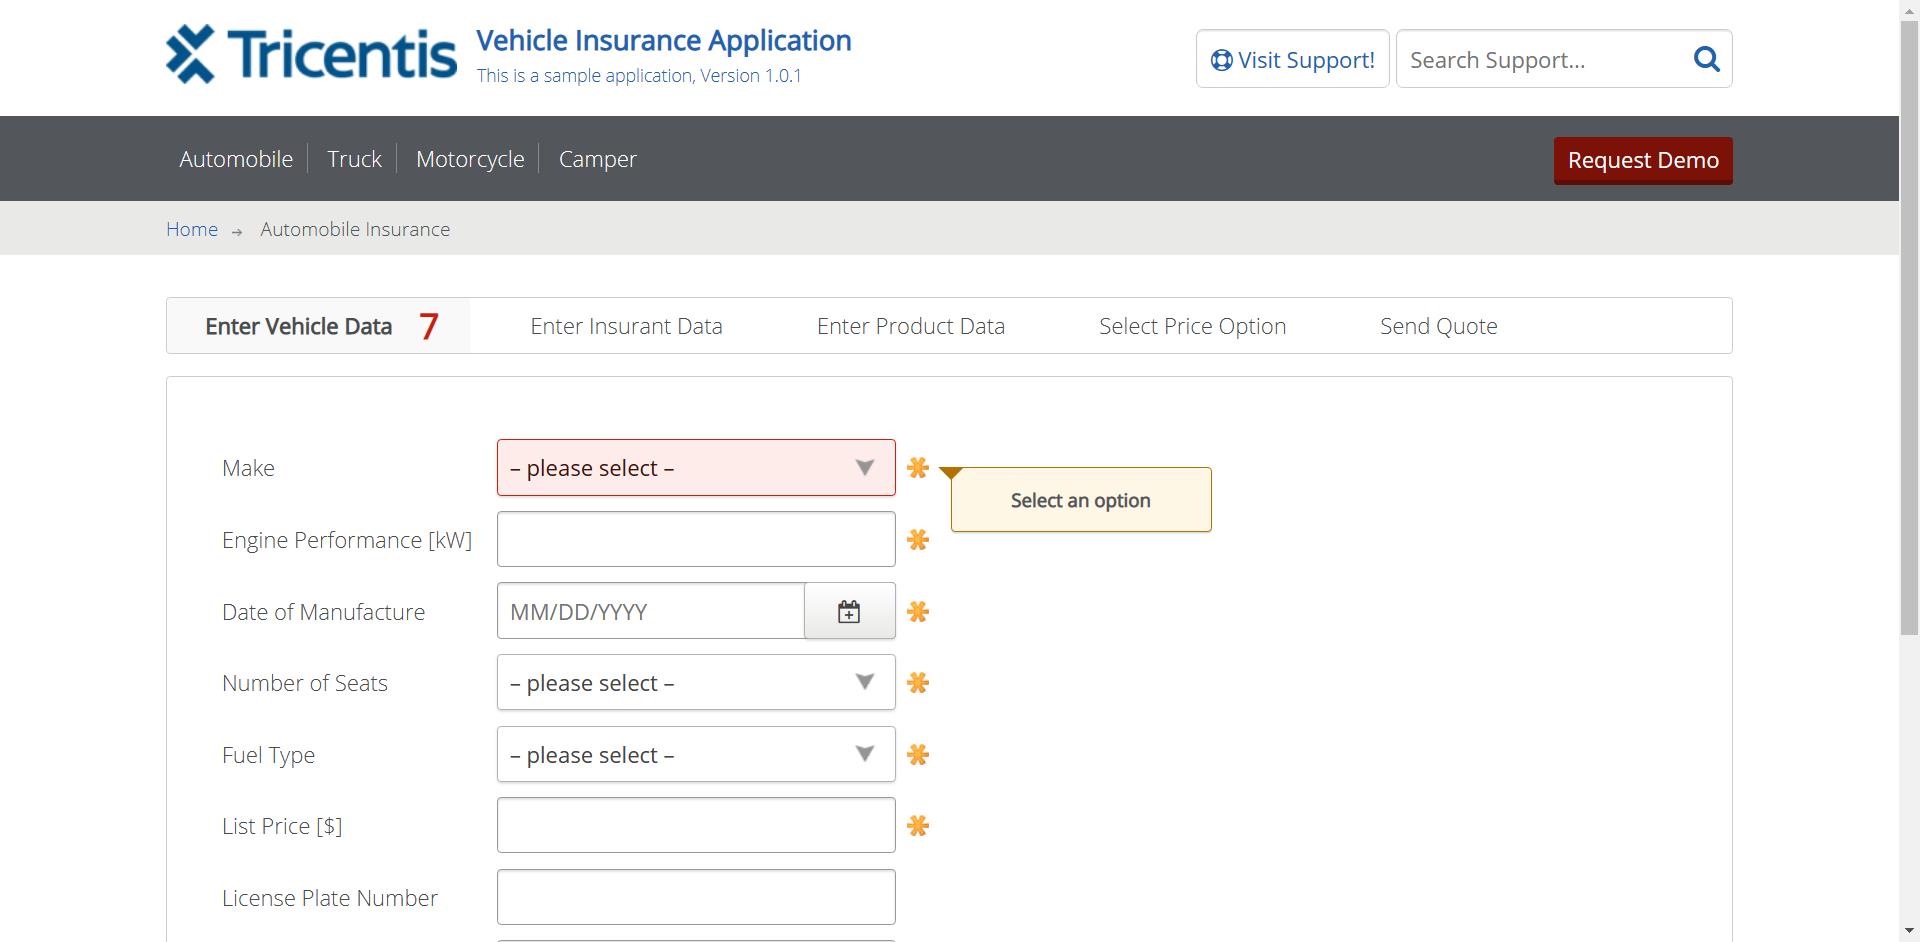 Tricentis
Vehicle Insurance Application
This is a sample application, Version 1.0.1
Visit Support!
Search Support...
Automobile
Truck
Motorcycle
Camper
Request Demo
Home → Automobile Insurance
Enter Vehicle Data 7
Enter Insurant Data
Enter Product Data
Select Price Option
Send Quote
Make
– please select –
Select an option
Engine Performance [kW]
Date of Manufacture
MM/DD/YYYY
Number of Seats
– please select –
Fuel Type
– please select –
List Price [$]
License Plate Number